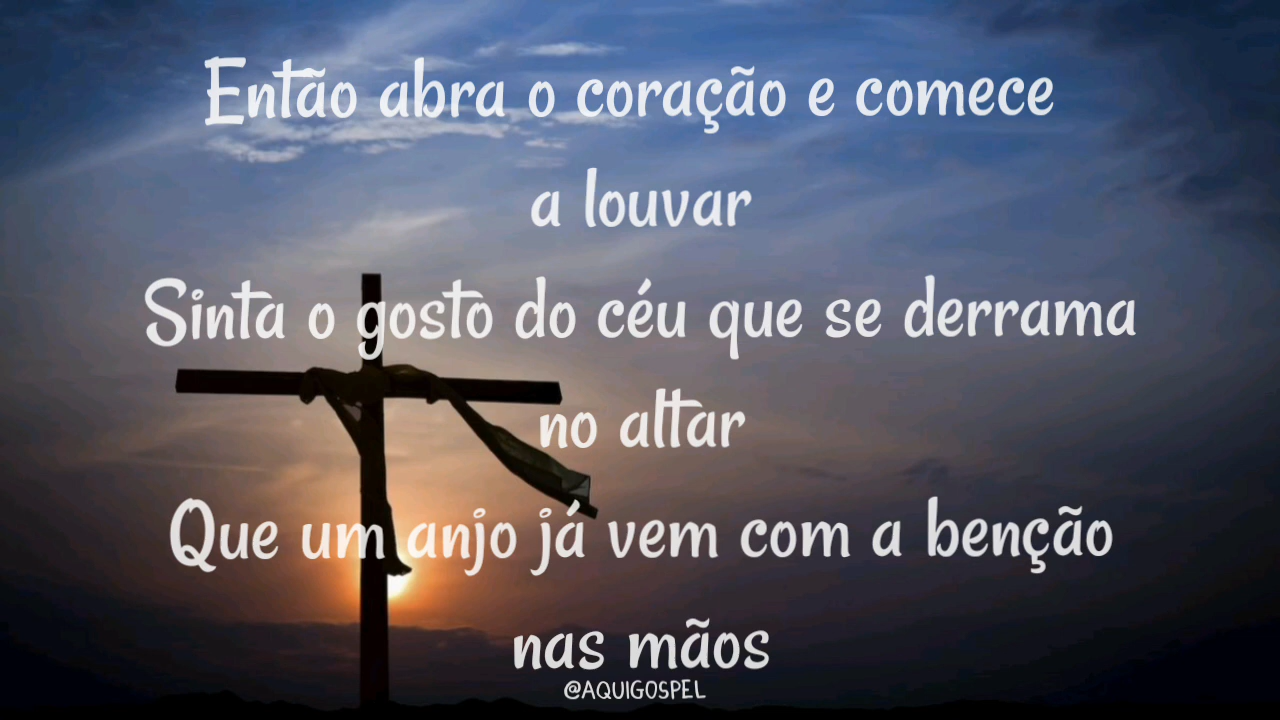 Então abra o coração e comece
a louvar
Sinta o gosto do céu que se derrama
no altar
Que um anjo já vem com a benção
nas mãos
@AQUIGOSPEL